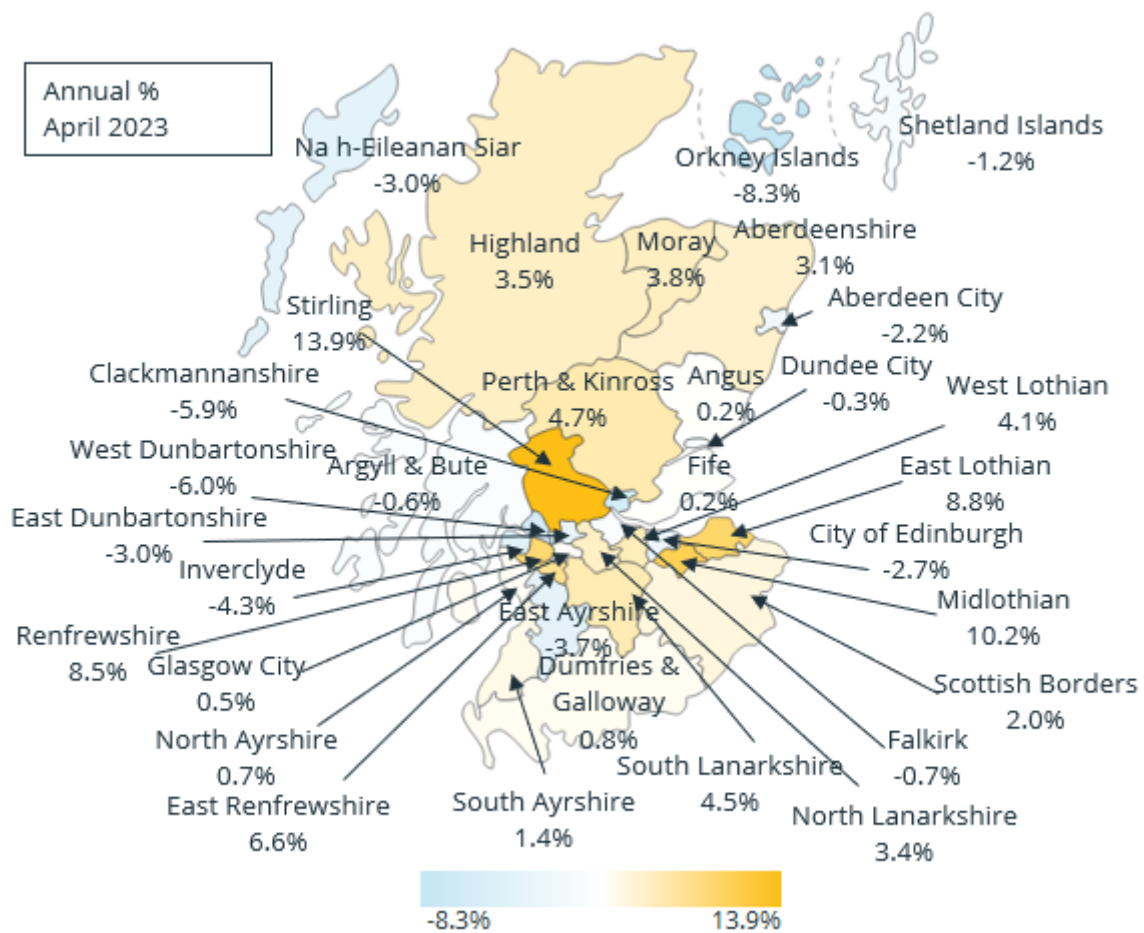 Annual %
April 2023
Na h-Eileanan Siar
-3.0%
Orkney Islands
-8.3%
Shetland Islands
-1.2%
Highland
3.5%
Moray
3.8%
Aberdeenshire
3.1%
Aberdeen City
-2.2%
Stirling
13.9%
Clackmannanshire
-5.9%
Perth & Kinross
4.7%
Angus
0.2%
Dundee City
-0.3%
West Lothian
4.1%
West Dunbartonshire
-6.0%
Argyll & Bute
-0.6%
Fife
0.2%
East Lothian
8.8%
East Dunbartonshire
-3.0%
City of Edinburgh
-2.7%
Inverclyde
-4.3%
Midlothian
10.2%
Renfrewshire
8.5%
East Ayrshire
-3.7%
Glasgow City
0.5%
Dumfries &
Galloway
0.8%
Scottish Borders
2.0%
North Ayrshire
0.7%
Falkirk
-0.7%
South Lanarkshire
4.5%
East Renfrewshire
6.6%
South Ayrshire
1.4%
North Lanarkshire
3.4%
-8.3%
13.9%